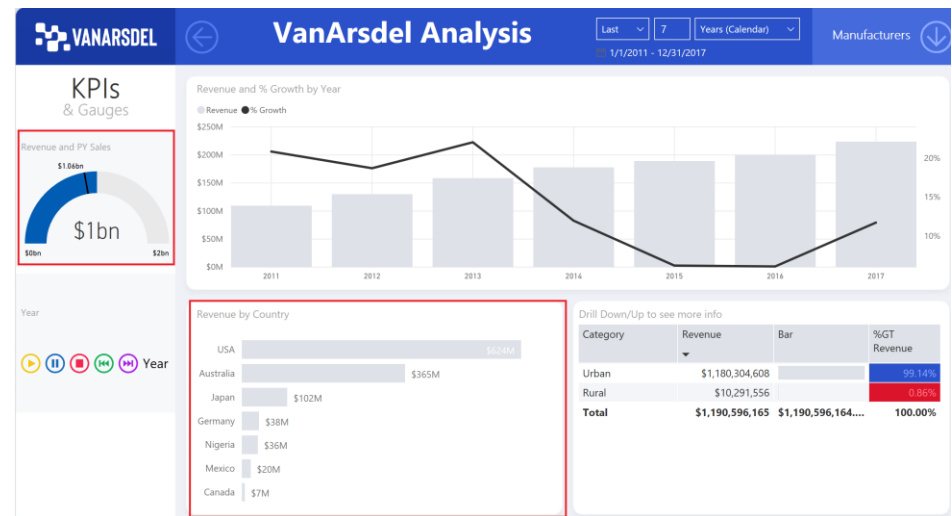 VANARSDEL
VanArsdel Analysis
Last 7 Years (Calendar)
1/1/2011 - 12/31/2017
Manufacturers
KPIs
& Gauges
Revenue and PY Sales
$1.06bn
$1bn
$0bn $2bn
Year
Year
Revenue and % Growth by Year
Revenue % Growth
$250M
$200M
$150M
$100M
$50M
$0M
20%
15%
10%
2011 2012 2013 2014 2015 2016 2017
Revenue by Country
USA $624M
Australia $365M
Japan $102M
Germany $38M
Nigeria $36M
Mexico $20M
Canada $7M
Drill Down/Up to see more info
Category Revenue Bar %GT Revenue
Urban $1,180,304,608 99.14%
Rural $10,291,556 0.86%
Total $1,190,596,165 $1,190,596,164.... 100.00%